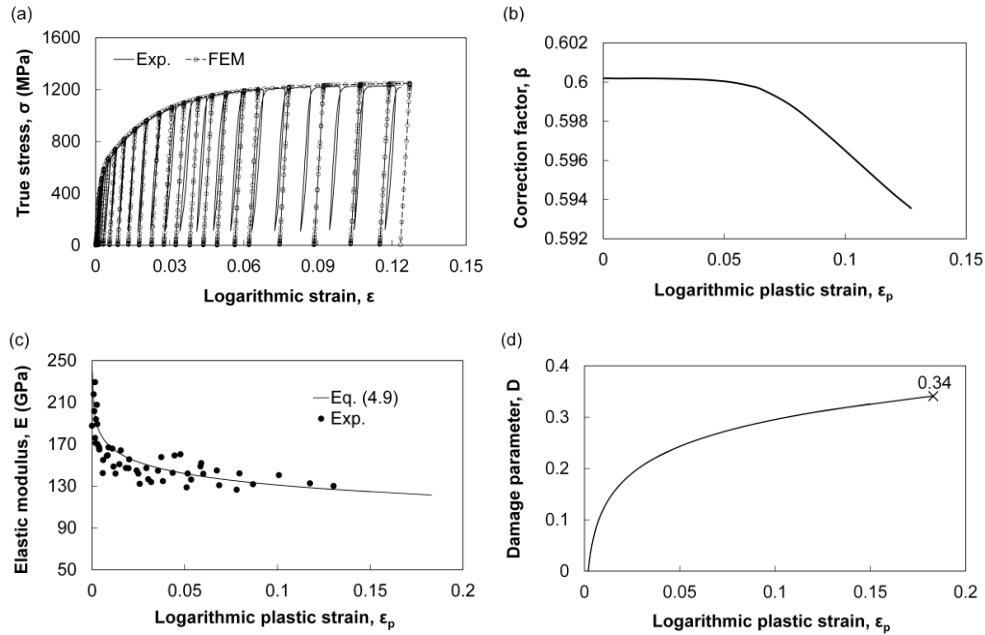 (a)
True stress, σ (MPa)
1600
1200
800
400
0
Exp.
FEM
0 0.03 0.06 0.09 0.12 0.15
Logarithmic strain, ε
(b)
Correction factor, β
0.602
0.6
0.598
0.596
0.594
0.592
0 0.05 0.1 0.15
Logarithmic plastic strain, εp
(c)
Elastic modulus, E (GPa)
250
210
170
130
90
50
Eq. (4.9)
Exp.
0 0.05 0.1 0.15 0.2
Logarithmic plastic strain, εp
(d)
Damage parameter, D
0.4
0.3
0.2
0.1
0
0.34
0 0.05 0.1 0.15 0.2
Logarithmic plastic strain, εp